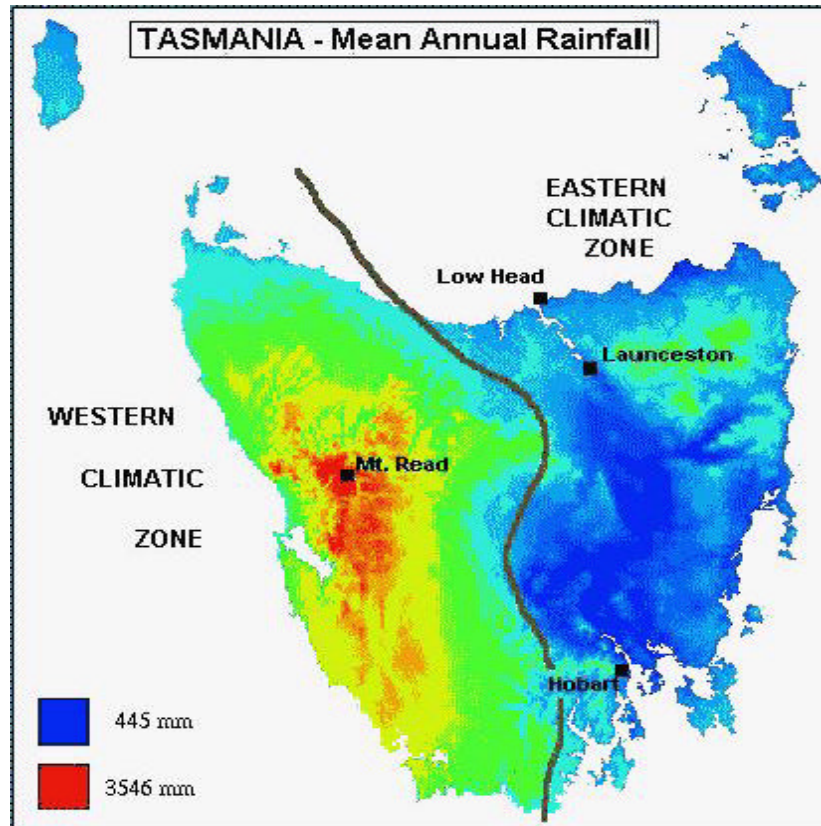 TASMANIA - Mean Annual Rainfall
EASTERN
CLIMATIC
ZONE
Low Head
Launceston
WESTERN
Mt. Read
CLIMATIC
ZONE
Hobart
445 mm
3546 mm